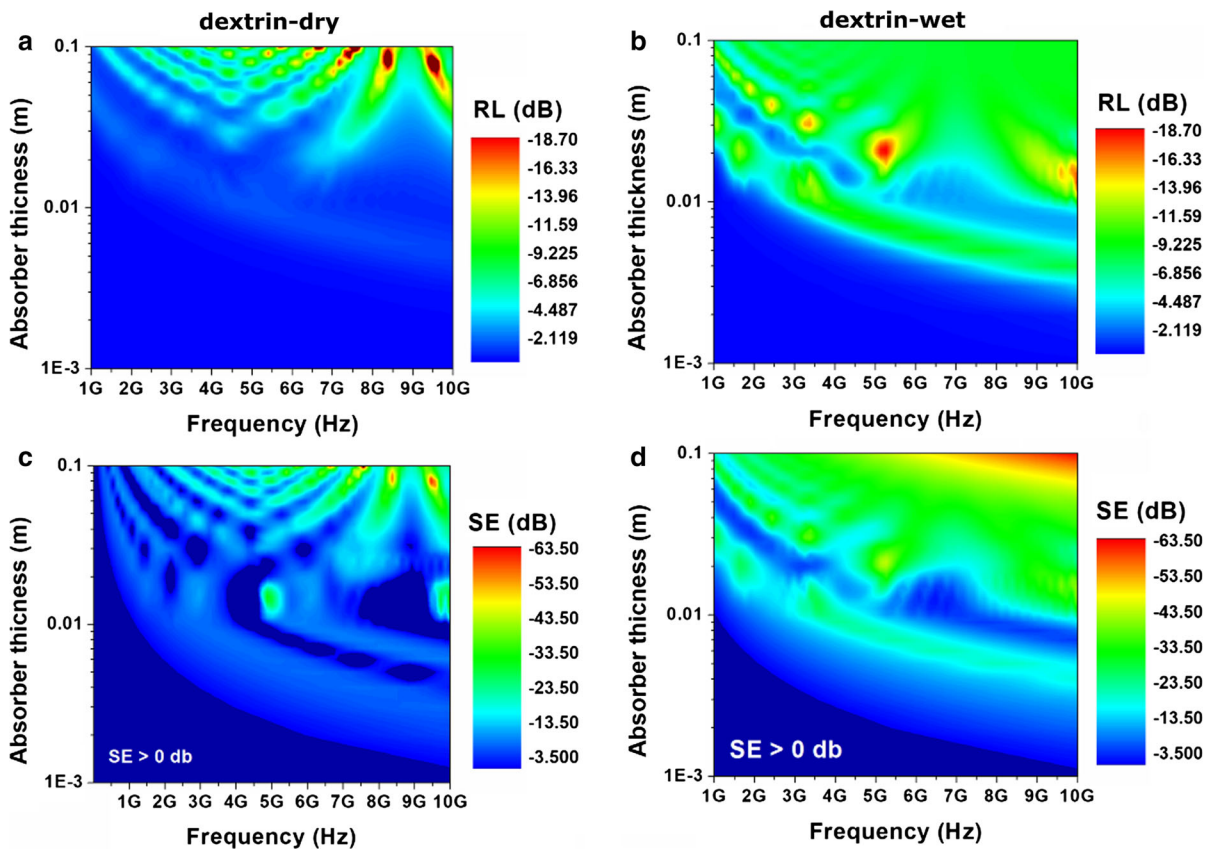 dextrin-dry
dextrin-wet
a
0.1
0.01
1E-3
Absorber thicness (m)
1G 2G 3G 4G 5G 6G 7G 8G 9G 10G
Frequency (Hz)
RL (dB)
-18.70
-16.33
-13.96
-11.59
-9.225
-6.856
-4.487
-2.119
b
0.1
0.01
1E-3
Absorber thickness (m)
1G 2G 3G 4G 5G 6G 7G 8G 9G 10G
Frequency (Hz)
RL (dB)
-18.70
-16.33
-13.96
-11.59
-9.225
-6.856
-4.487
-2.119
c
0.1
0.01
1E-3
Absorber thicness (m)
SE > 0 db
1G 2G 3G 4G 5G 6G 7G 8G 9G 10G
Frequency (Hz)
SE (dB)
-63.50
-53.50
-43.50
-33.50
-23.50
-13.50
-3.500
d
0.1
0.01
1E-3
Absorber thicness (m)
SE > 0 db
1G 2G 3G 4G 5G 6G 7G 8G 9G 10G
Frequency (Hz)
SE (dB)
-63.50
-53.50
-43.50
-33.50
-23.50
-13.50
-3.500